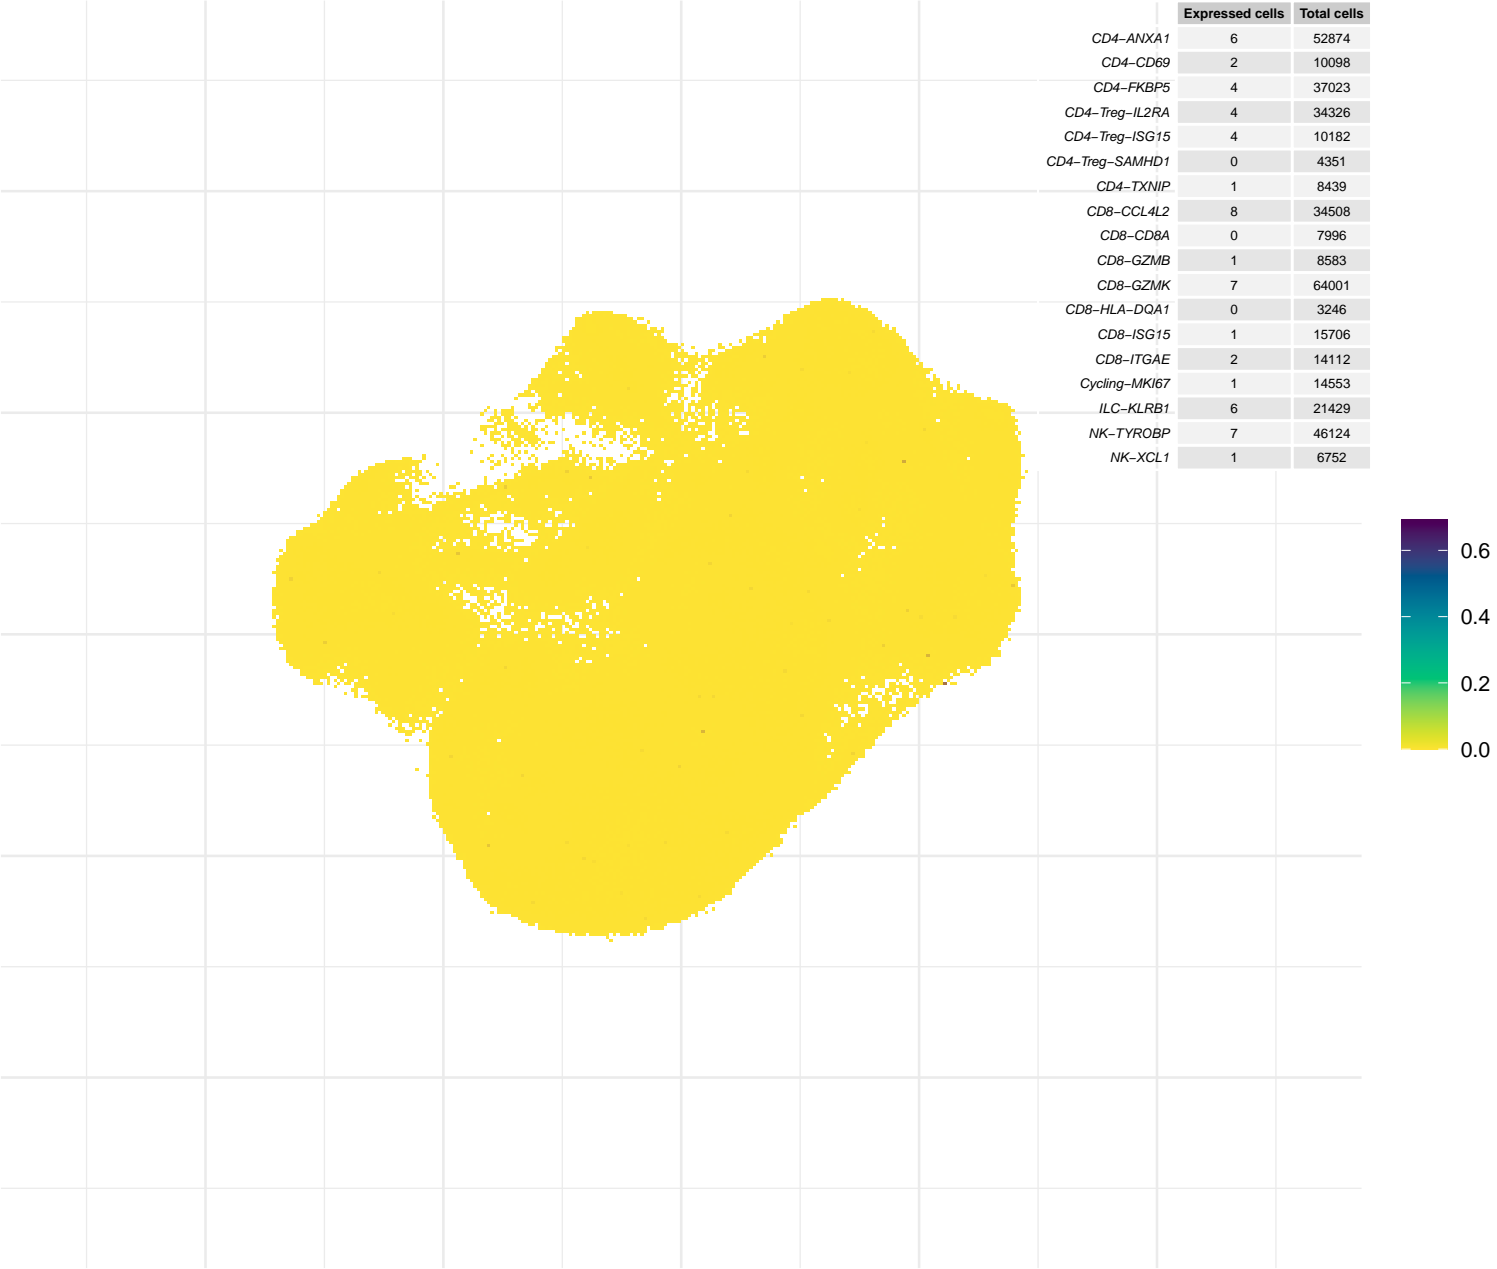 Expressed cells Total cells
CD4−ANXA1 6 52874
CD4−CD69 2 10098
CD4−FKBP5 4 37023
CD4−Treg−IL2RA 4 34326
CD4−Treg−ISG15 4 10182
CD4−Treg−SAMHD1 0 4351
CD4−TXNIP 1 8439
CD8−CCL4L2 8 34508
CD8−CD8A 0 7996
CD8−GZMB 1 8583
CD8−GZMK 7 64001
CD8−HLA−DQA1 0 3246
CD8−ISG15 1 15706
CD8−ITGAE 2 14112
Cycling−MKI67 1 14553
ILC−KLRB1 6 21429
NK−TYROBP 7 46124
NK−XCL1 1 6752
0.6
0.4
0.2
0.0